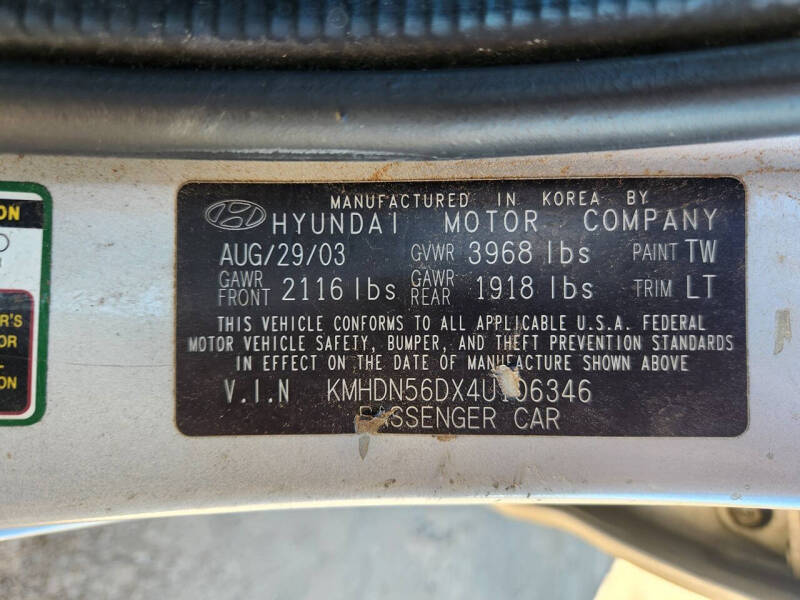 MANUFACTURED IN KOREA BY
HYUNDAI MOTOR COMPANY
AUG/29/03 GVWR 3968 lbs PAINT TW
GAWR FRONT 2116 lbs GAWR REAR 1918 lbs TRIM LT
THIS VEHICLE CONFORMS TO ALL APPLICABLE U.S.A. FEDERAL
MOTOR VEHICLE SAFETY, BUMPER, AND THEFT PREVENTION STANDARDS
IN EFFECT ON THE DATE OF MANUFACTURE SHOWN ABOVE
V.I.N KMHDN56DX4U106346
PASSENGER CAR